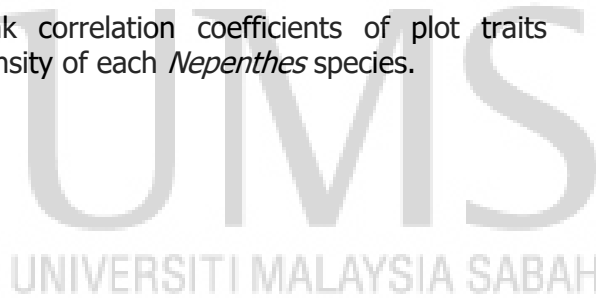 k correlation coefficients of plot traits
nsity of each Nepenthes species.
UMS
UNIVERSITI MALAYSIA SABAH